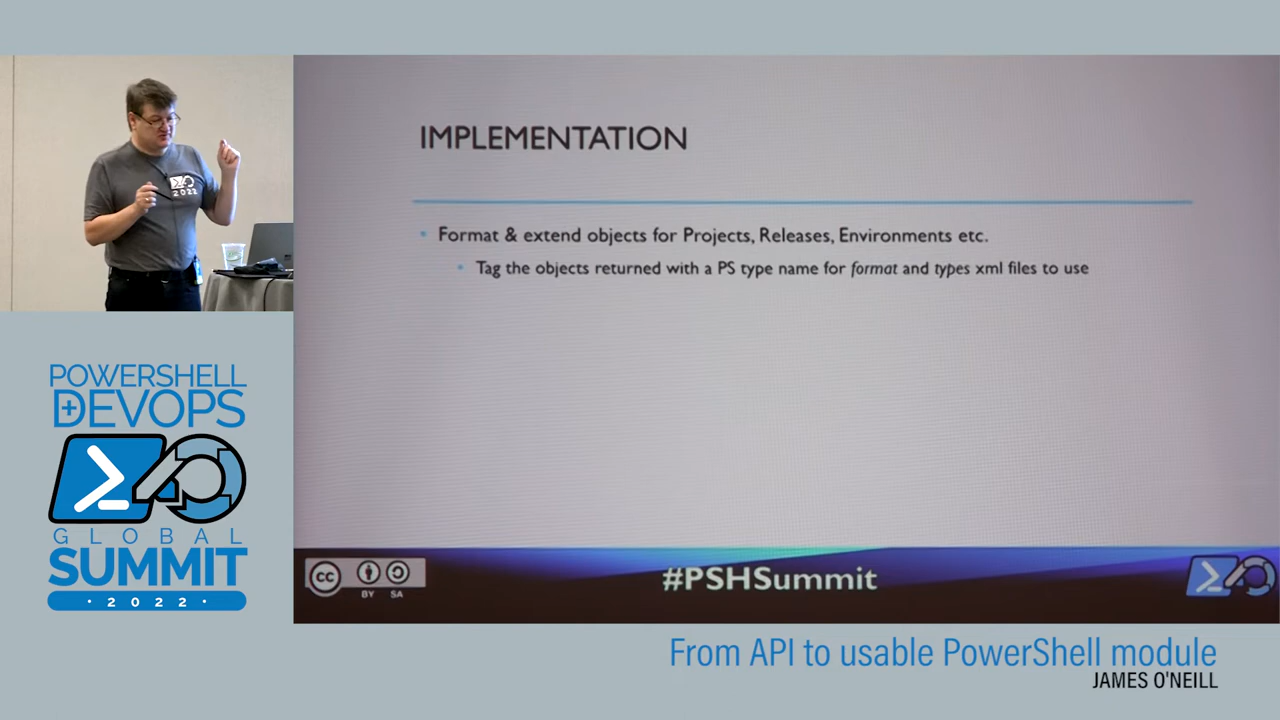 2022
POWERSHELL
+DEVOPS
GLOBAL
SUMMIT
· 2022 ·
IMPLEMENTATION
Format & extend objects for Projects, Releases, Environments etc.
Tag the objects returned with a PS type name for format and types xml files to use
cc
BY SA
#PSHSummit
From API to usable PowerShell module
JAMES O'NEILL